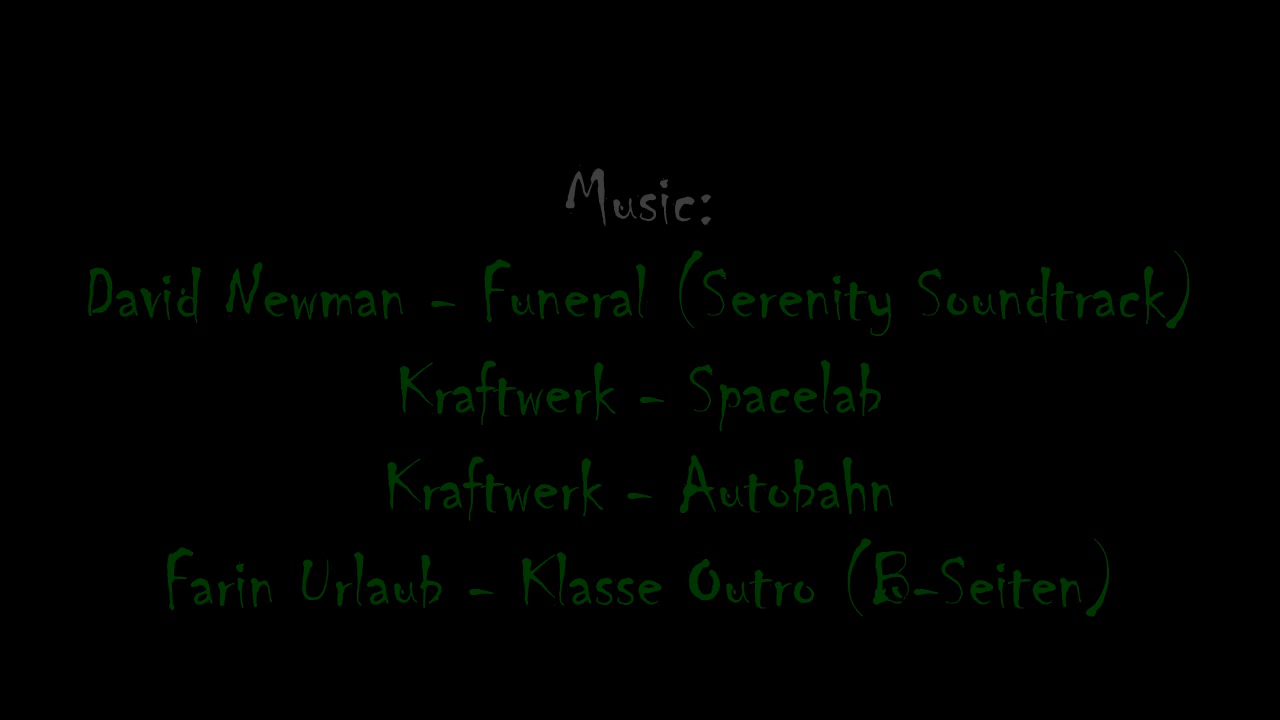 Music:
David Newman - Funeral (Serenity Soundtrack)
Kraftwerk - Spacelab
Kraftwerk - Autobahn
Farin Urlaub - Klasse Outro (B-Seiten)